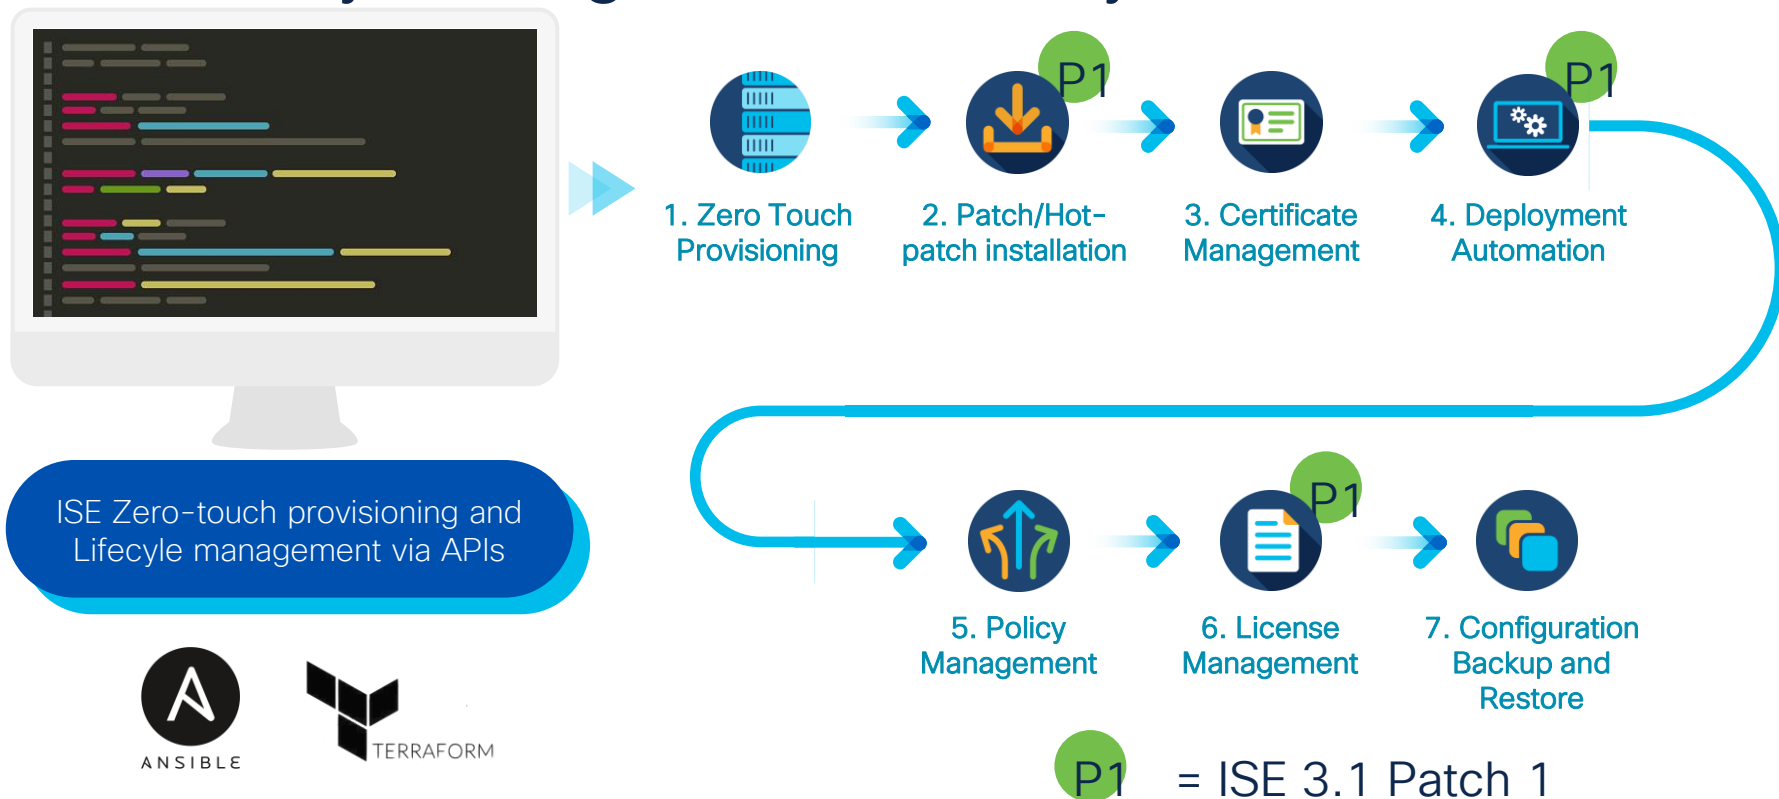 P1
P1
1. Zero Touch
Provisioning
2. Patch/Hot-
patch installation
3. Certificate
Management
4. Deployment
Automation
ISE Zero-touch provisioning and
Lifecyle management via APIs
P1
5. Policy
Management
6. License
Management
7. Configuration
Backup and
Restore
ANSIBLE
TERRAFORM
P1 = ISE 3.1 Patch 1